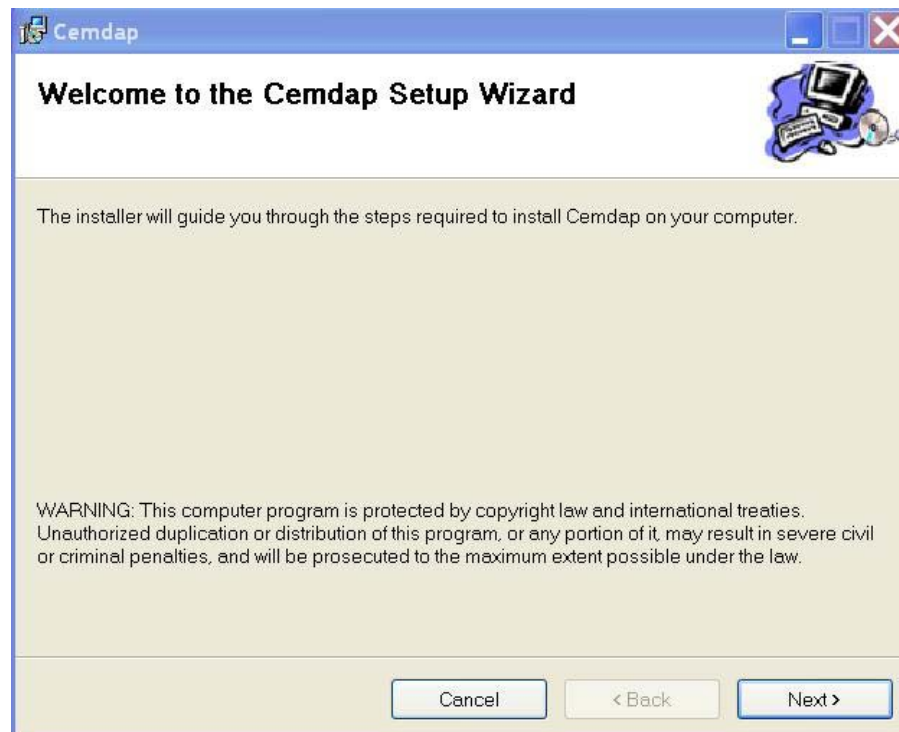 Cemdap
Welcome to the Cemdap Setup Wizard
The installer will guide you through the steps required to install Cemdap on your computer.
WARNING: This computer program is protected by copyright law and international treaties.
Unauthorized duplication or distribution of this program, or any portion of it, may result in severe civil
or criminal penalties, and will be prosecuted to the maximum extent possible under the law.
Cancel
< Back
Next >